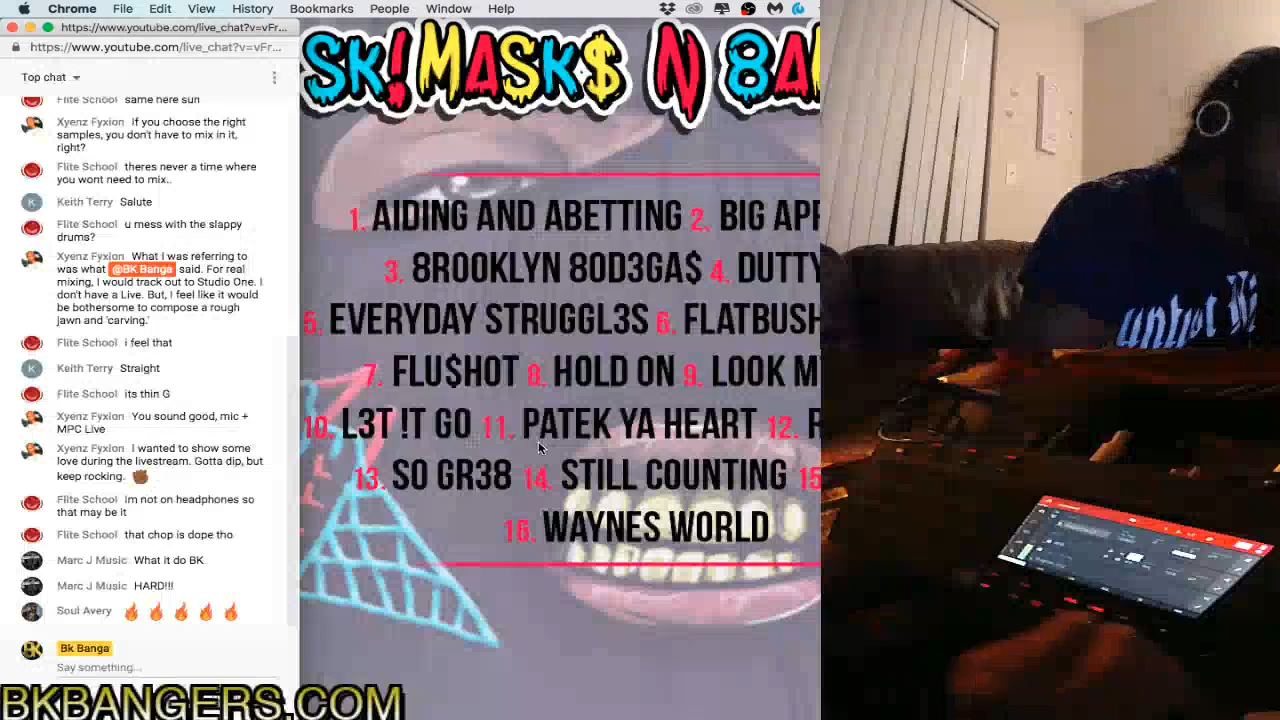 Chrome File Edit View History Bookmarks People Window Help
https://www.youtube.com/live_chat?v=vFr...
https://www.youtube.com/live_chat?v=vFr...
Top chat
Flite School same here sun
Xyenz Fyxion If you choose the right
samples, you don't have to mix in it,
right?
Flite School theres never a time where
you wont need to mix..
Keith Terry Salute
Flite School u mess with the slappy
drums?
Xyenz Fyxion What I was referring to
was what @BK Banga said. For real
mixing, I would track out to Studio One. I
don't have a Live. But, I feel like it would
be bothersome to compose a rough
jawn and 'carving.'
Flite School i feel that
Keith Terry Straight
Flite School its thin G
Xyenz Fyxion You sound good, mic +
MPC Live
Xyenz Fyxion I wanted to show some
love during the livestream. Gotta dip, but
keep rocking.
Flite School Im not on headphones so
that may be it
Flite School that chop is dope tho
Marc J Music What it do BK
Marc J Music HARD!!!
Soul Avery
Bk Banga
Say something...
BKBANGERS.COM
SK!MASK$ N 8A
1. AIDING AND ABETTING 2. BIG APP
3. 8ROOKLYN 8OD3GA$ 4. DUTTY
5. EVERYDAY STRUGGL3S 6. FLATBUSH
7. FLU$HOT 8. HOLD ON 9. LOOK M
10. L3T !T GO 11. PATEK YA HEART 12.
13. SO GR38 14. STILL COUNTING 15
16. WAYNES WORLD